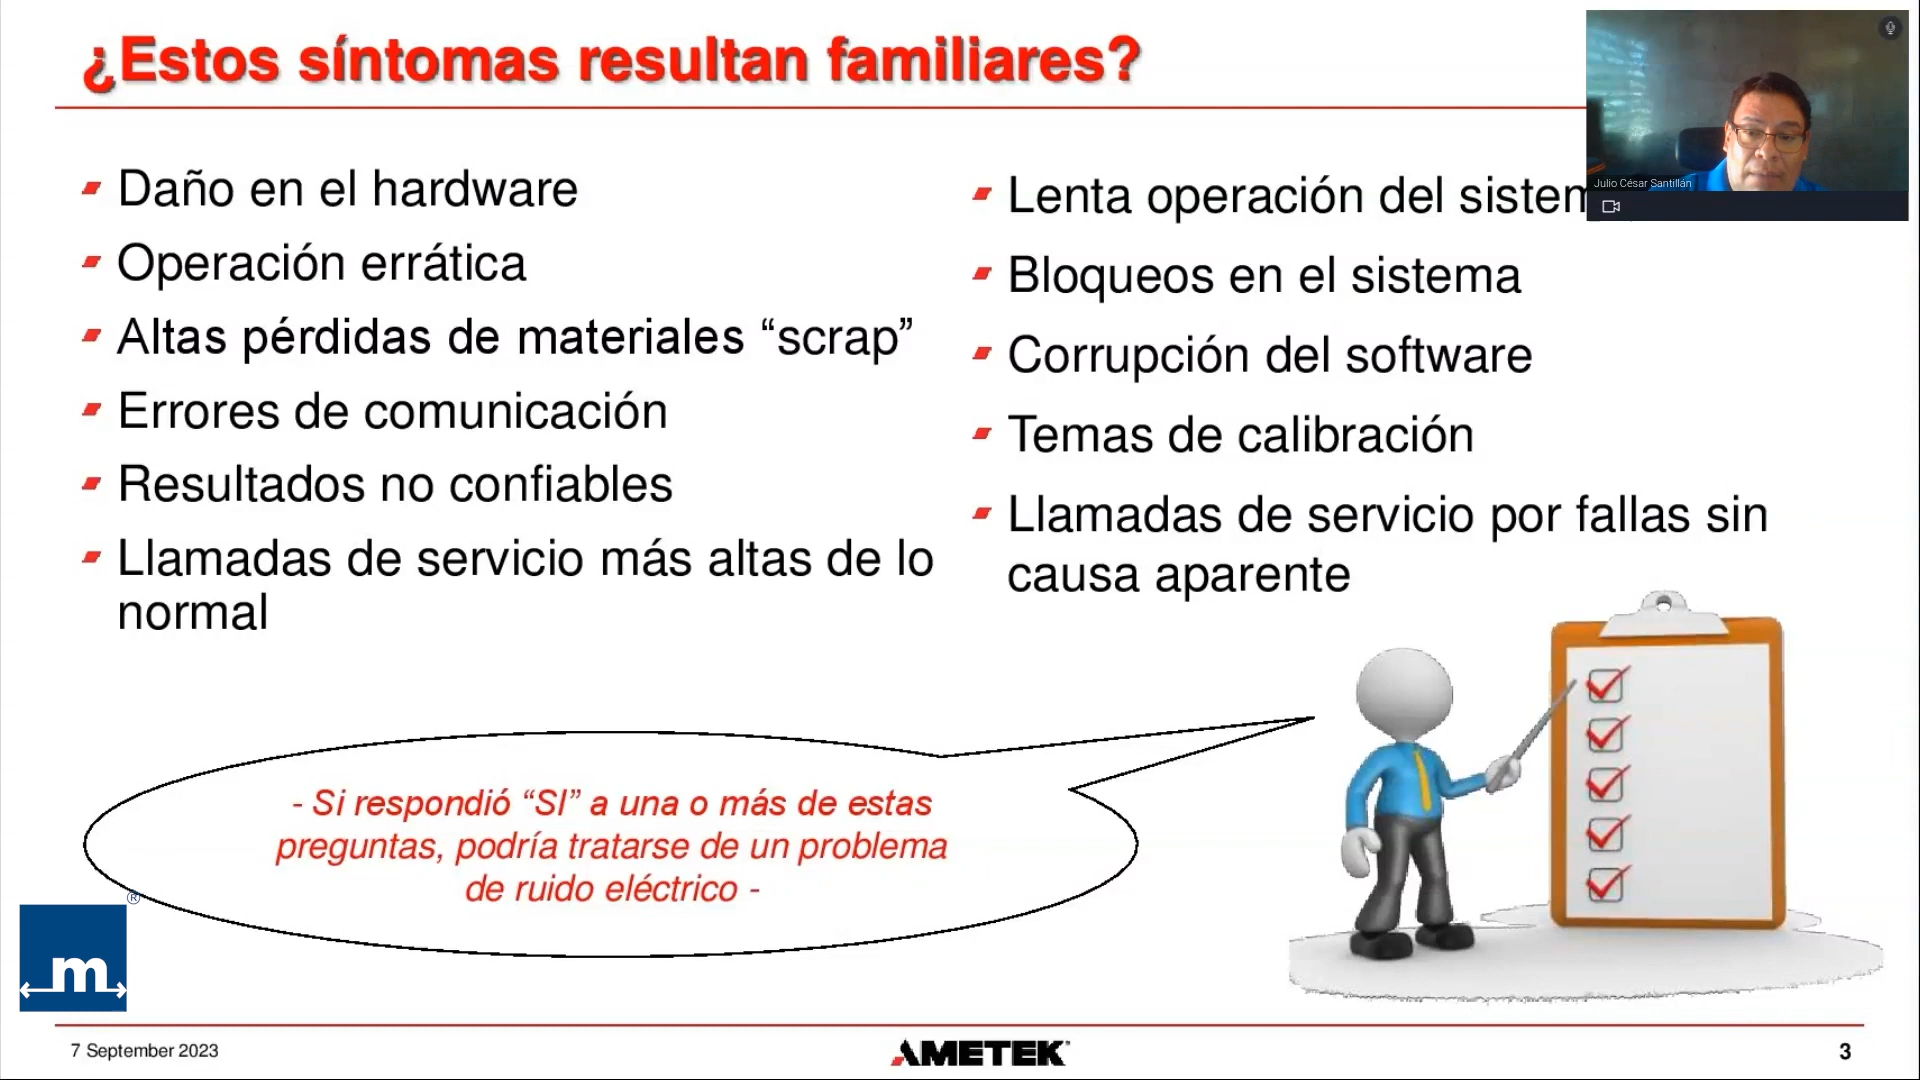 ¿Estos síntomas resultan familiares?
Daño en el hardware
Operación errática
Altas pérdidas de materiales “scrap”
Errores de comunicación
Resultados no confiables
Llamadas de servicio más altas de lo
normal
Lenta operación del sistem
Bloqueos en el sistema
Corrupción del software
Temas de calibración
Llamadas de servicio por fallas sin
causa aparente
Julio César Santillán
- Si respondió “SI” a una o más de estas
preguntas, podría tratarse de un problema
de ruido eléctrico -
®
m
7 September 2023
AMETEK
3